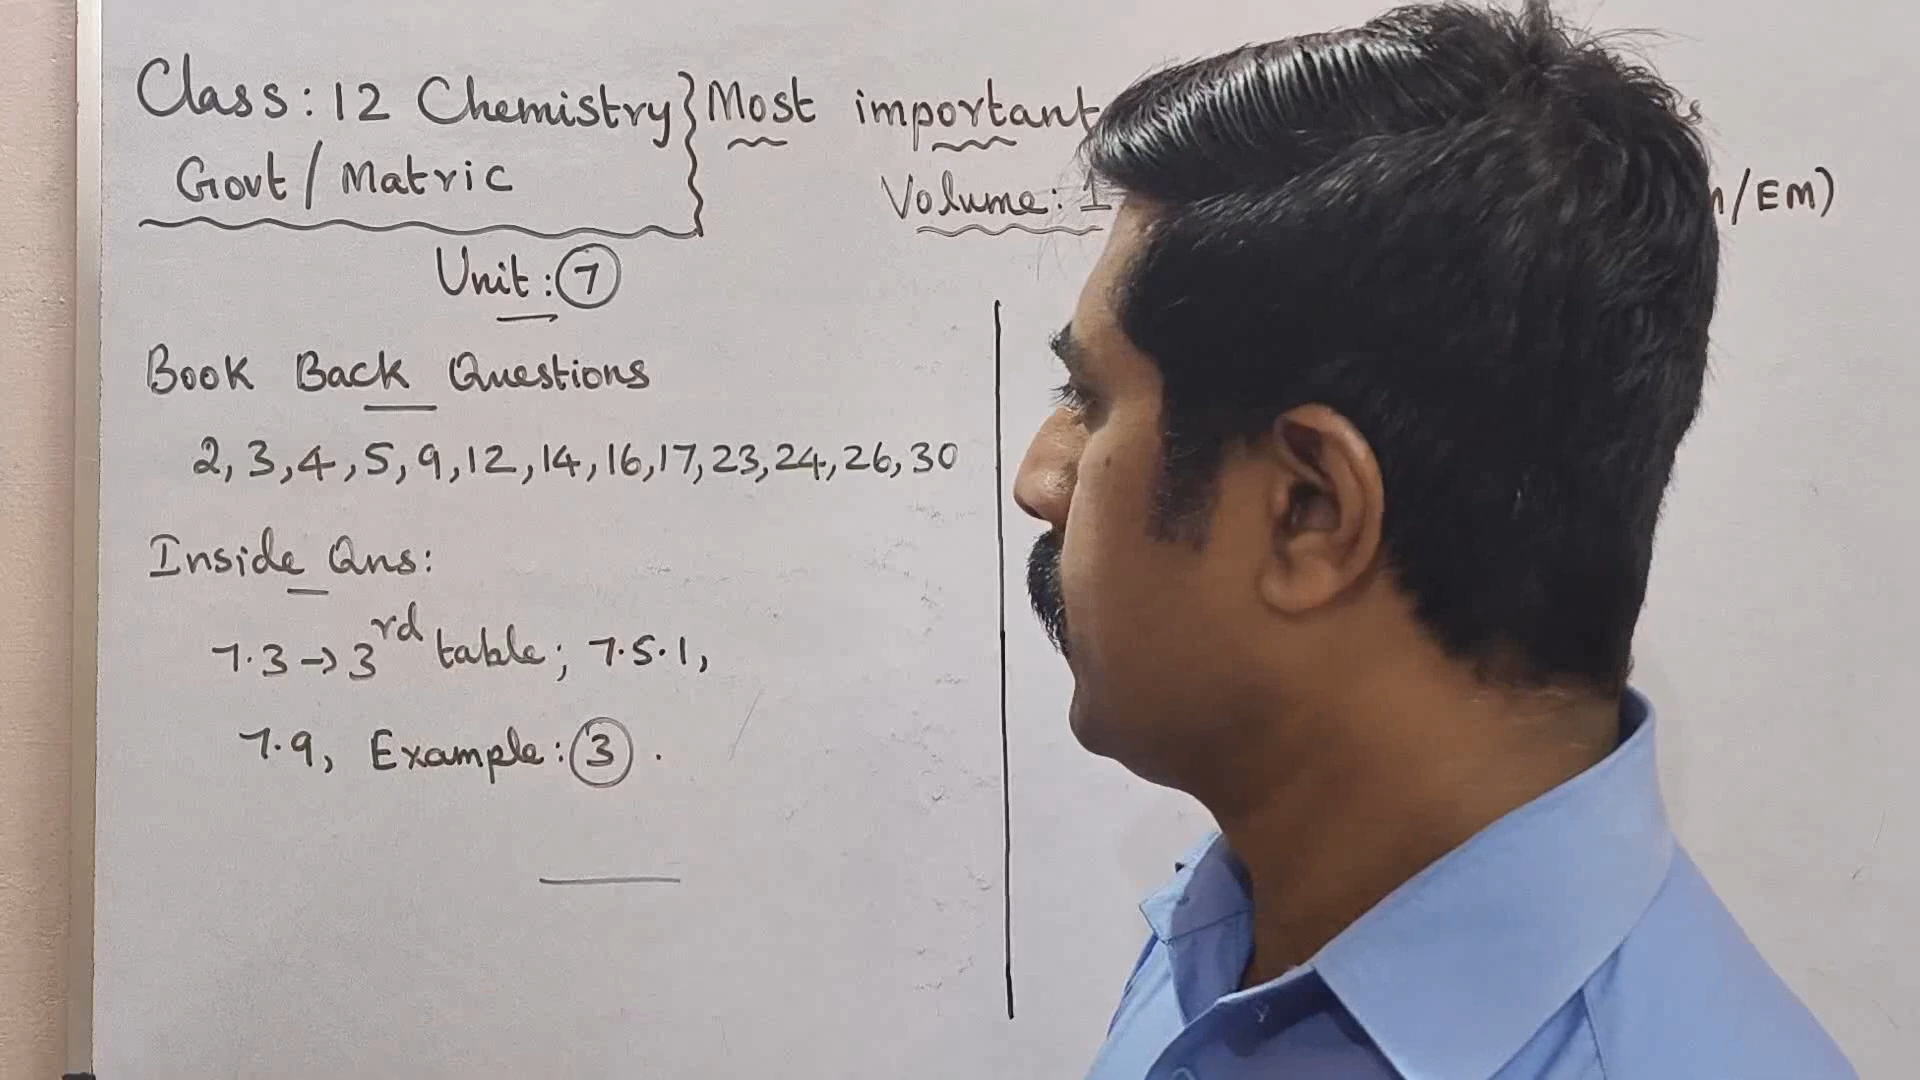 Class: 12 Chemistry } Most important
Govt / Matric
Volume: 1 /EM)
Unit: 7
Book Back Questions
2, 3, 4, 5, 9, 12, 14, 16, 17, 23, 24, 26, 30
Inside Qns:
7.3 → 3rd table; 7.5.1,
7.9, Example: 3 .